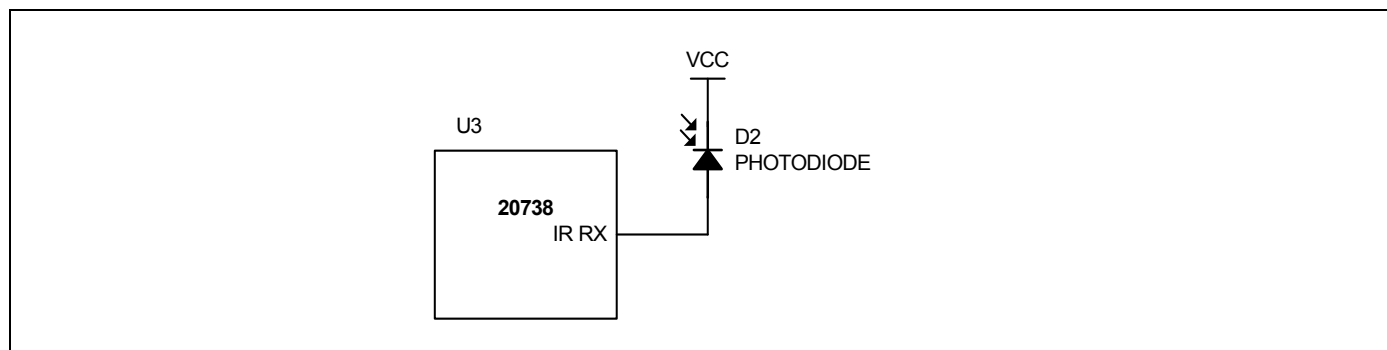 VCC
U3
D2
PHOTODIODE
20738
IR RX